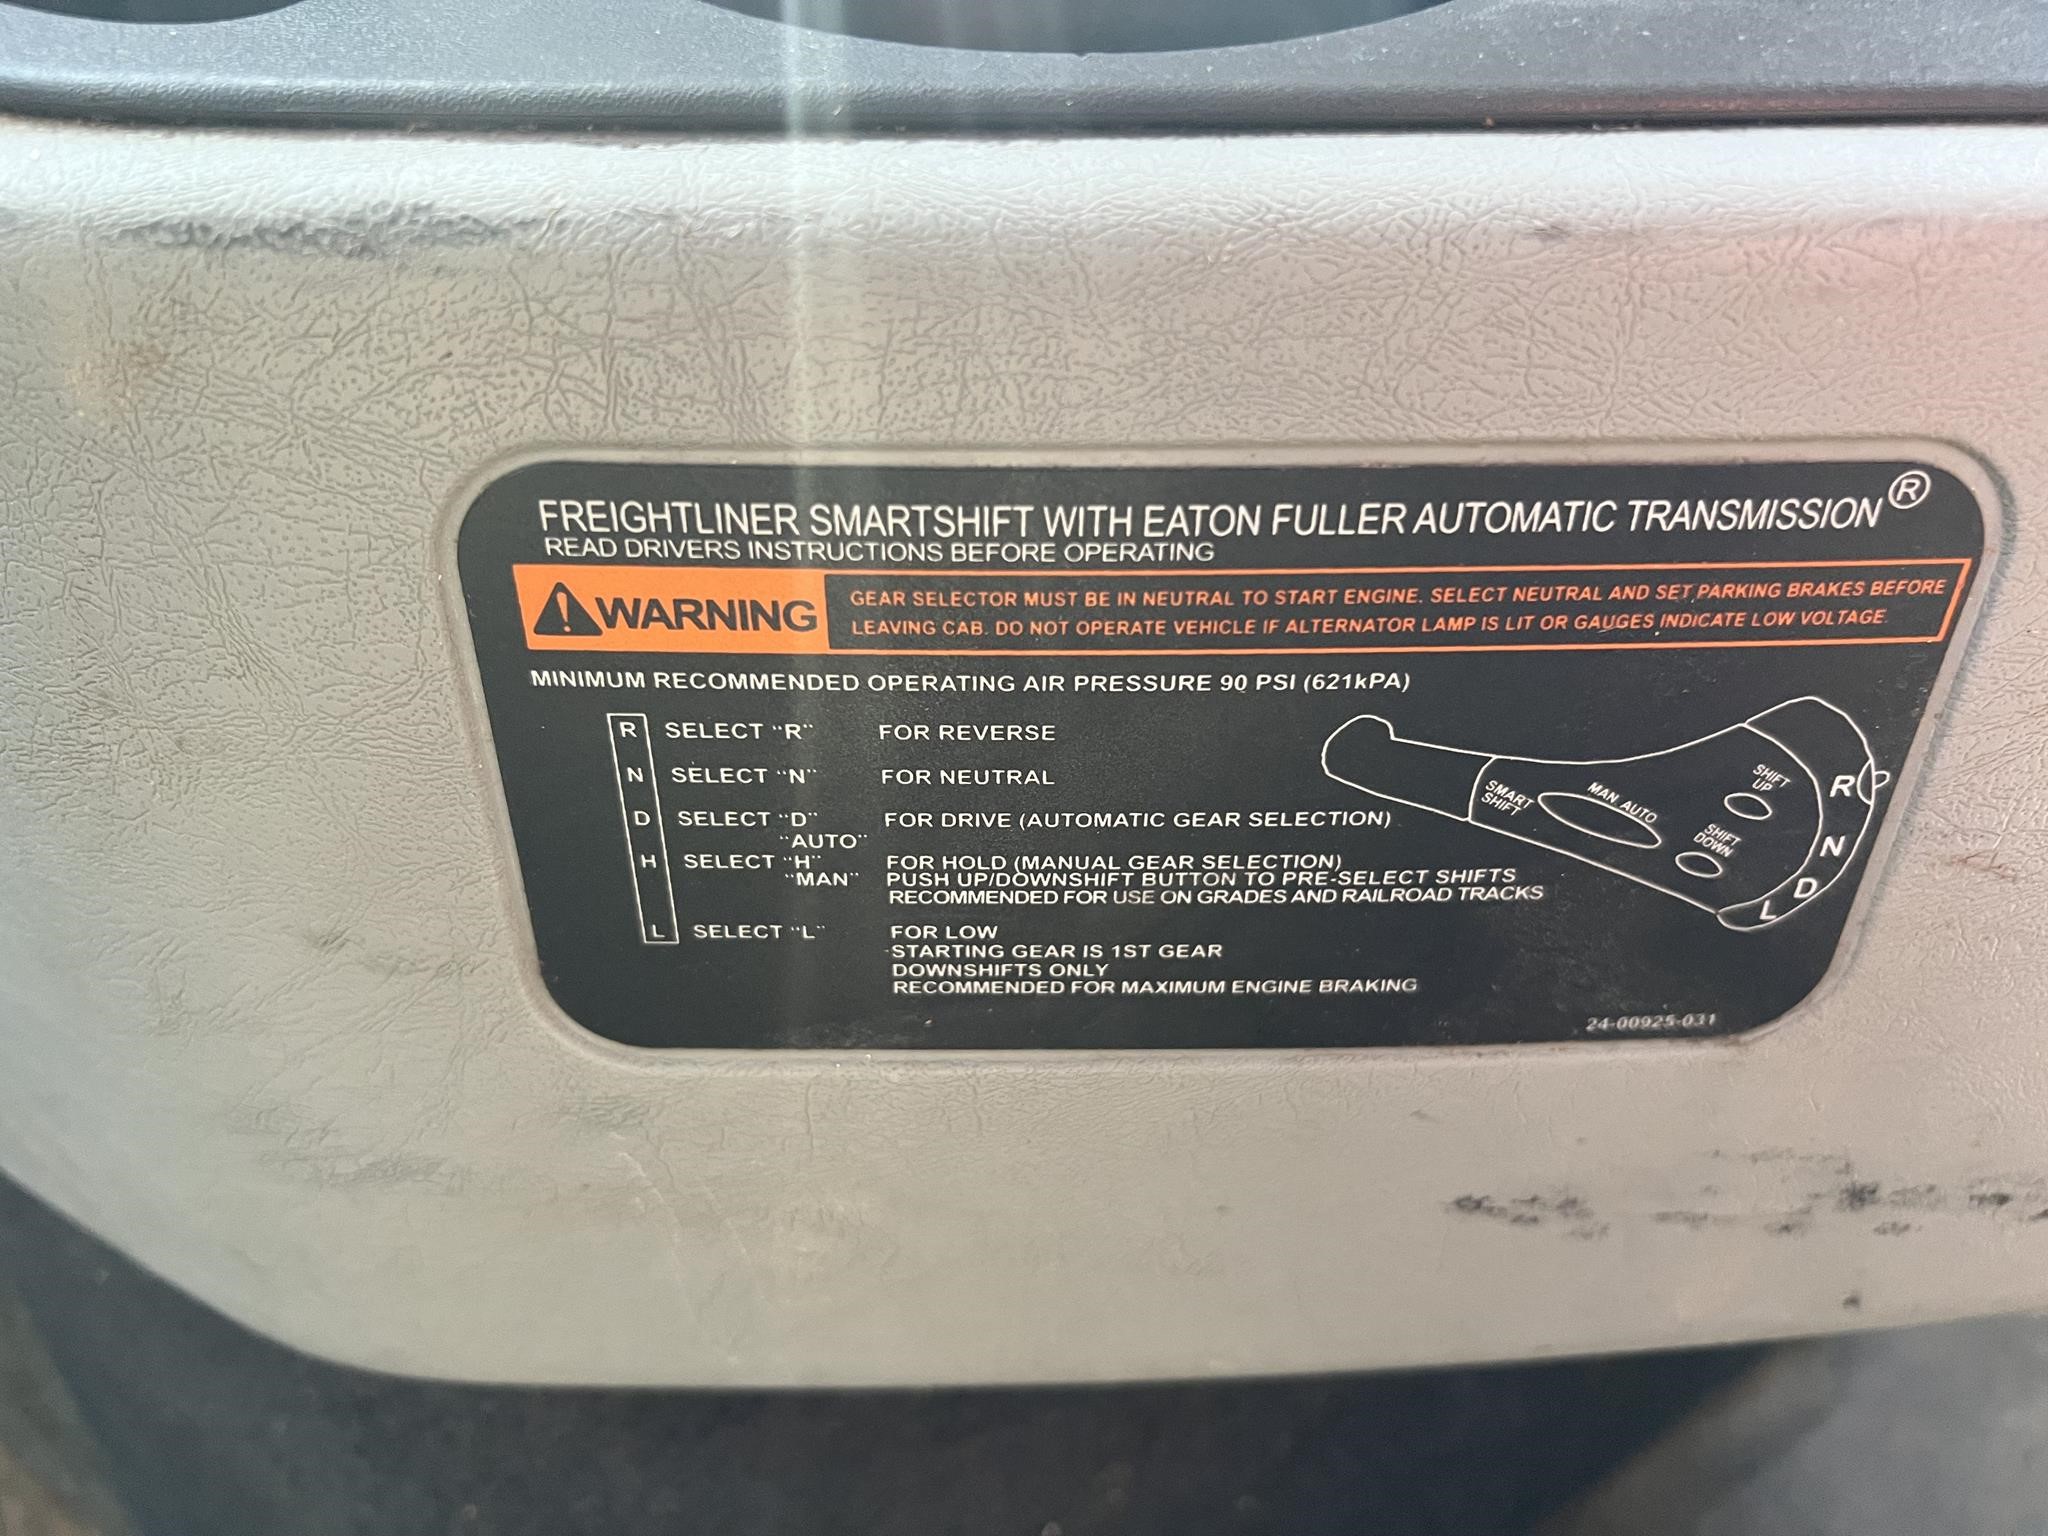 FREIGHTLINER SMARTSHIFT WITH EATON FULLER AUTOMATIC TRANSMISSION®
READ DRIVERS INSTRUCTIONS BEFORE OPERATING
WARNING
GEAR SELECTOR MUST BE IN NEUTRAL TO START ENGINE. SELECT NEUTRAL AND SET PARKING BRAKES BEFORE
LEAVING CAB. DO NOT OPERATE VEHICLE IF ALTERNATOR LAMP IS LIT OR GAUGES INDICATE LOW VOLTAGE.
MINIMUM RECOMMENDED OPERATING AIR PRESSURE 90 PSI (621kPA)
R SELECT "R" FOR REVERSE
N SELECT "N" FOR NEUTRAL
D SELECT "D" FOR DRIVE (AUTOMATIC GEAR SELECTION)
"AUTO"
H SELECT "H" FOR HOLD (MANUAL GEAR SELECTION)
"MAN" PUSH UP/DOWNSHIFT BUTTON TO PRE-SELECT SHIFTS
RECOMMENDED FOR USE ON GRADES AND RAILROAD TRACKS
L SELECT "L" FOR LOW
STARTING GEAR IS 1ST GEAR
DOWNSHIFTS ONLY
RECOMMENDED FOR MAXIMUM ENGINE BRAKING
SMART
SHIFT
MAN AUTO
SHIFT
UP
SHIFT
DOWN
R
N
D
L
24-00925-031